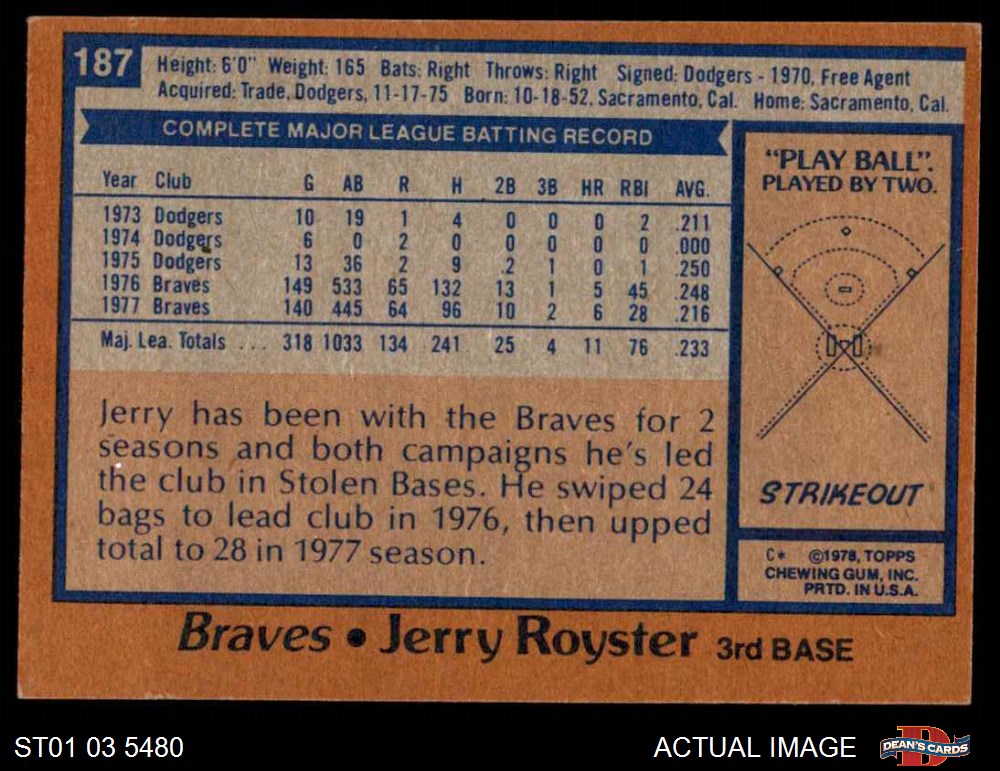 187
Height: 6'0" Weight: 165 Bats: Right Throws: Right Signed: Dodgers - 1970, Free Agent
Acquired: Trade, Dodgers, 11-17-75 Born: 10-18-52, Sacramento, Cal. Home: Sacramento, Cal.
COMPLETE MAJOR LEAGUE BATTING RECORD
Year Club G AB R H 2B 3B HR RBI AVG.
1973 Dodgers 10 19 1 4 0 0 0 2 .211
1974 Dodgers 6 0 2 0 0 0 0 0 .000
1975 Dodgers 13 36 2 9 .2 1 0 1 .250
1976 Braves 149 533 65 132 13 1 5 45 .248
1977 Braves 140 445 64 96 10 2 6 28 .216
Maj. Lea. Totals ... 318 1033 134 241 25 4 11 76 .233
Jerry has been with the Braves for 2
seasons and both campaigns he's led
the club in Stolen Bases. He swiped 24
bags to lead club in 1976, then upped
total to 28 in 1977 season.
"PLAY BALL".
PLAYED BY TWO.
STRIKEOUT
C* ©1978, TOPPS
CHEWING GUM, INC.
PRTD. IN U.S.A.
Braves • Jerry Royster 3rd BASE
ST01 03 5480
ACTUAL IMAGE
D
DEAN'S CARDS